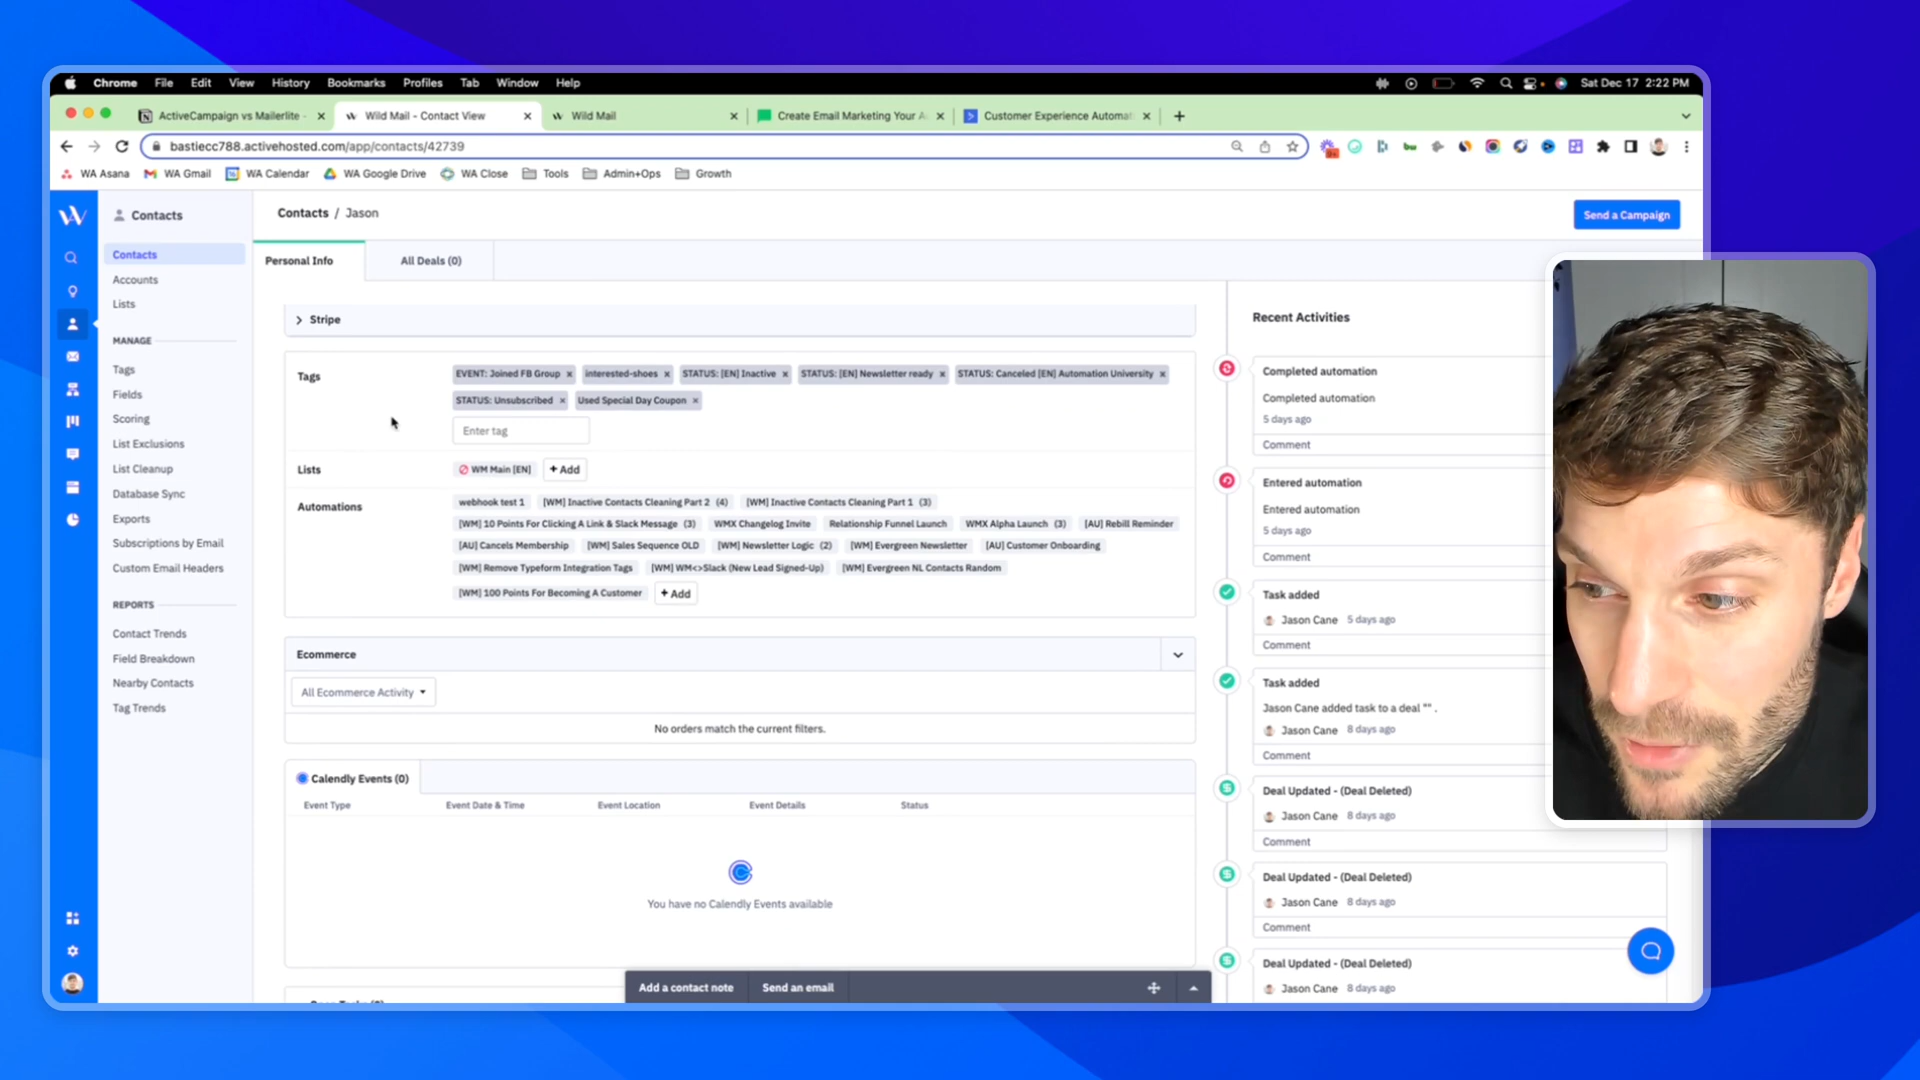 Chrome File Edit View History Bookmarks Profiles Tab Window Help Sat Dec 17 2:22 PM
ActiveCampaign vs Mailerlite - Wild Mail - Contact View Wild Mail Create Email Marketing Your Customer Experience Automat
bastiecc788.activehosted.com/app/contacts/42739
WA Asana WA Gmail WA Calendar WA Google Drive WA Close Tools Admin+Ops Growth
Contacts
Contacts
Accounts
Lists
MANAGE
Tags
Fields
Scoring
List Exclusions
List Cleanup
Database Sync
Exports
Subscriptions by Email
Custom Email Headers
REPORTS
Contact Trends
Field Breakdown
Nearby Contacts
Tag Trends
Contacts / Jason
Send a Campaign
Personal Info All Deals (0)
Stripe
Tags
EVENT: Joined FB Group × interested-shoes × STATUS: [EN] Inactive × STATUS: [EN] Newsletter ready × STATUS: Canceled [EN] Automation University ×
STATUS: Unsubscribed × Used Special Day Coupon ×
Enter tag
Lists WM Main [EN] + Add
Automations
webhook test 1 [WM] Inactive Contacts Cleaning Part 2 (4) [WM] Inactive Contacts Cleaning Part 1 (3)
[WM] 10 Points For Clicking A Link & Slack Message (3) WMX Changelog Invite Relationship Funnel Launch WMX Alpha Launch (3) [AU] Rebill Reminder
[AU] Cancels Membership [WM] Sales Sequence OLD [WM] Newsletter Logic (2) [WM] Evergreen Newsletter [AU] Customer Onboarding
[WM] Remove Typeform Integration Tags [WM] WM<>Slack (New Lead Signed-Up) [WM] Evergreen NL Contacts Random
[WM] 100 Points For Becoming A Customer + Add
Ecommerce
All Ecommerce Activity
No orders match the current filters.
Calendly Events (0)
Event Type Event Date & Time Event Location Event Details Status
You have no Calendly Events available
Add a contact note Send an email
Recent Activities
Completed automation
Completed automation
5 days ago
Comment
Entered automation
Entered automation
5 days ago
Comment
Task added
Jason Cane 5 days ago
Comment
Task added
Jason Cane added task to a deal "" .
Jason Cane 8 days ago
Comment
Deal Updated - (Deal Deleted)
Jason Cane 8 days ago
Comment
Deal Updated - (Deal Deleted)
Jason Cane 8 days ago
Comment
Deal Updated - (Deal Deleted)
Jason Cane 8 days ago